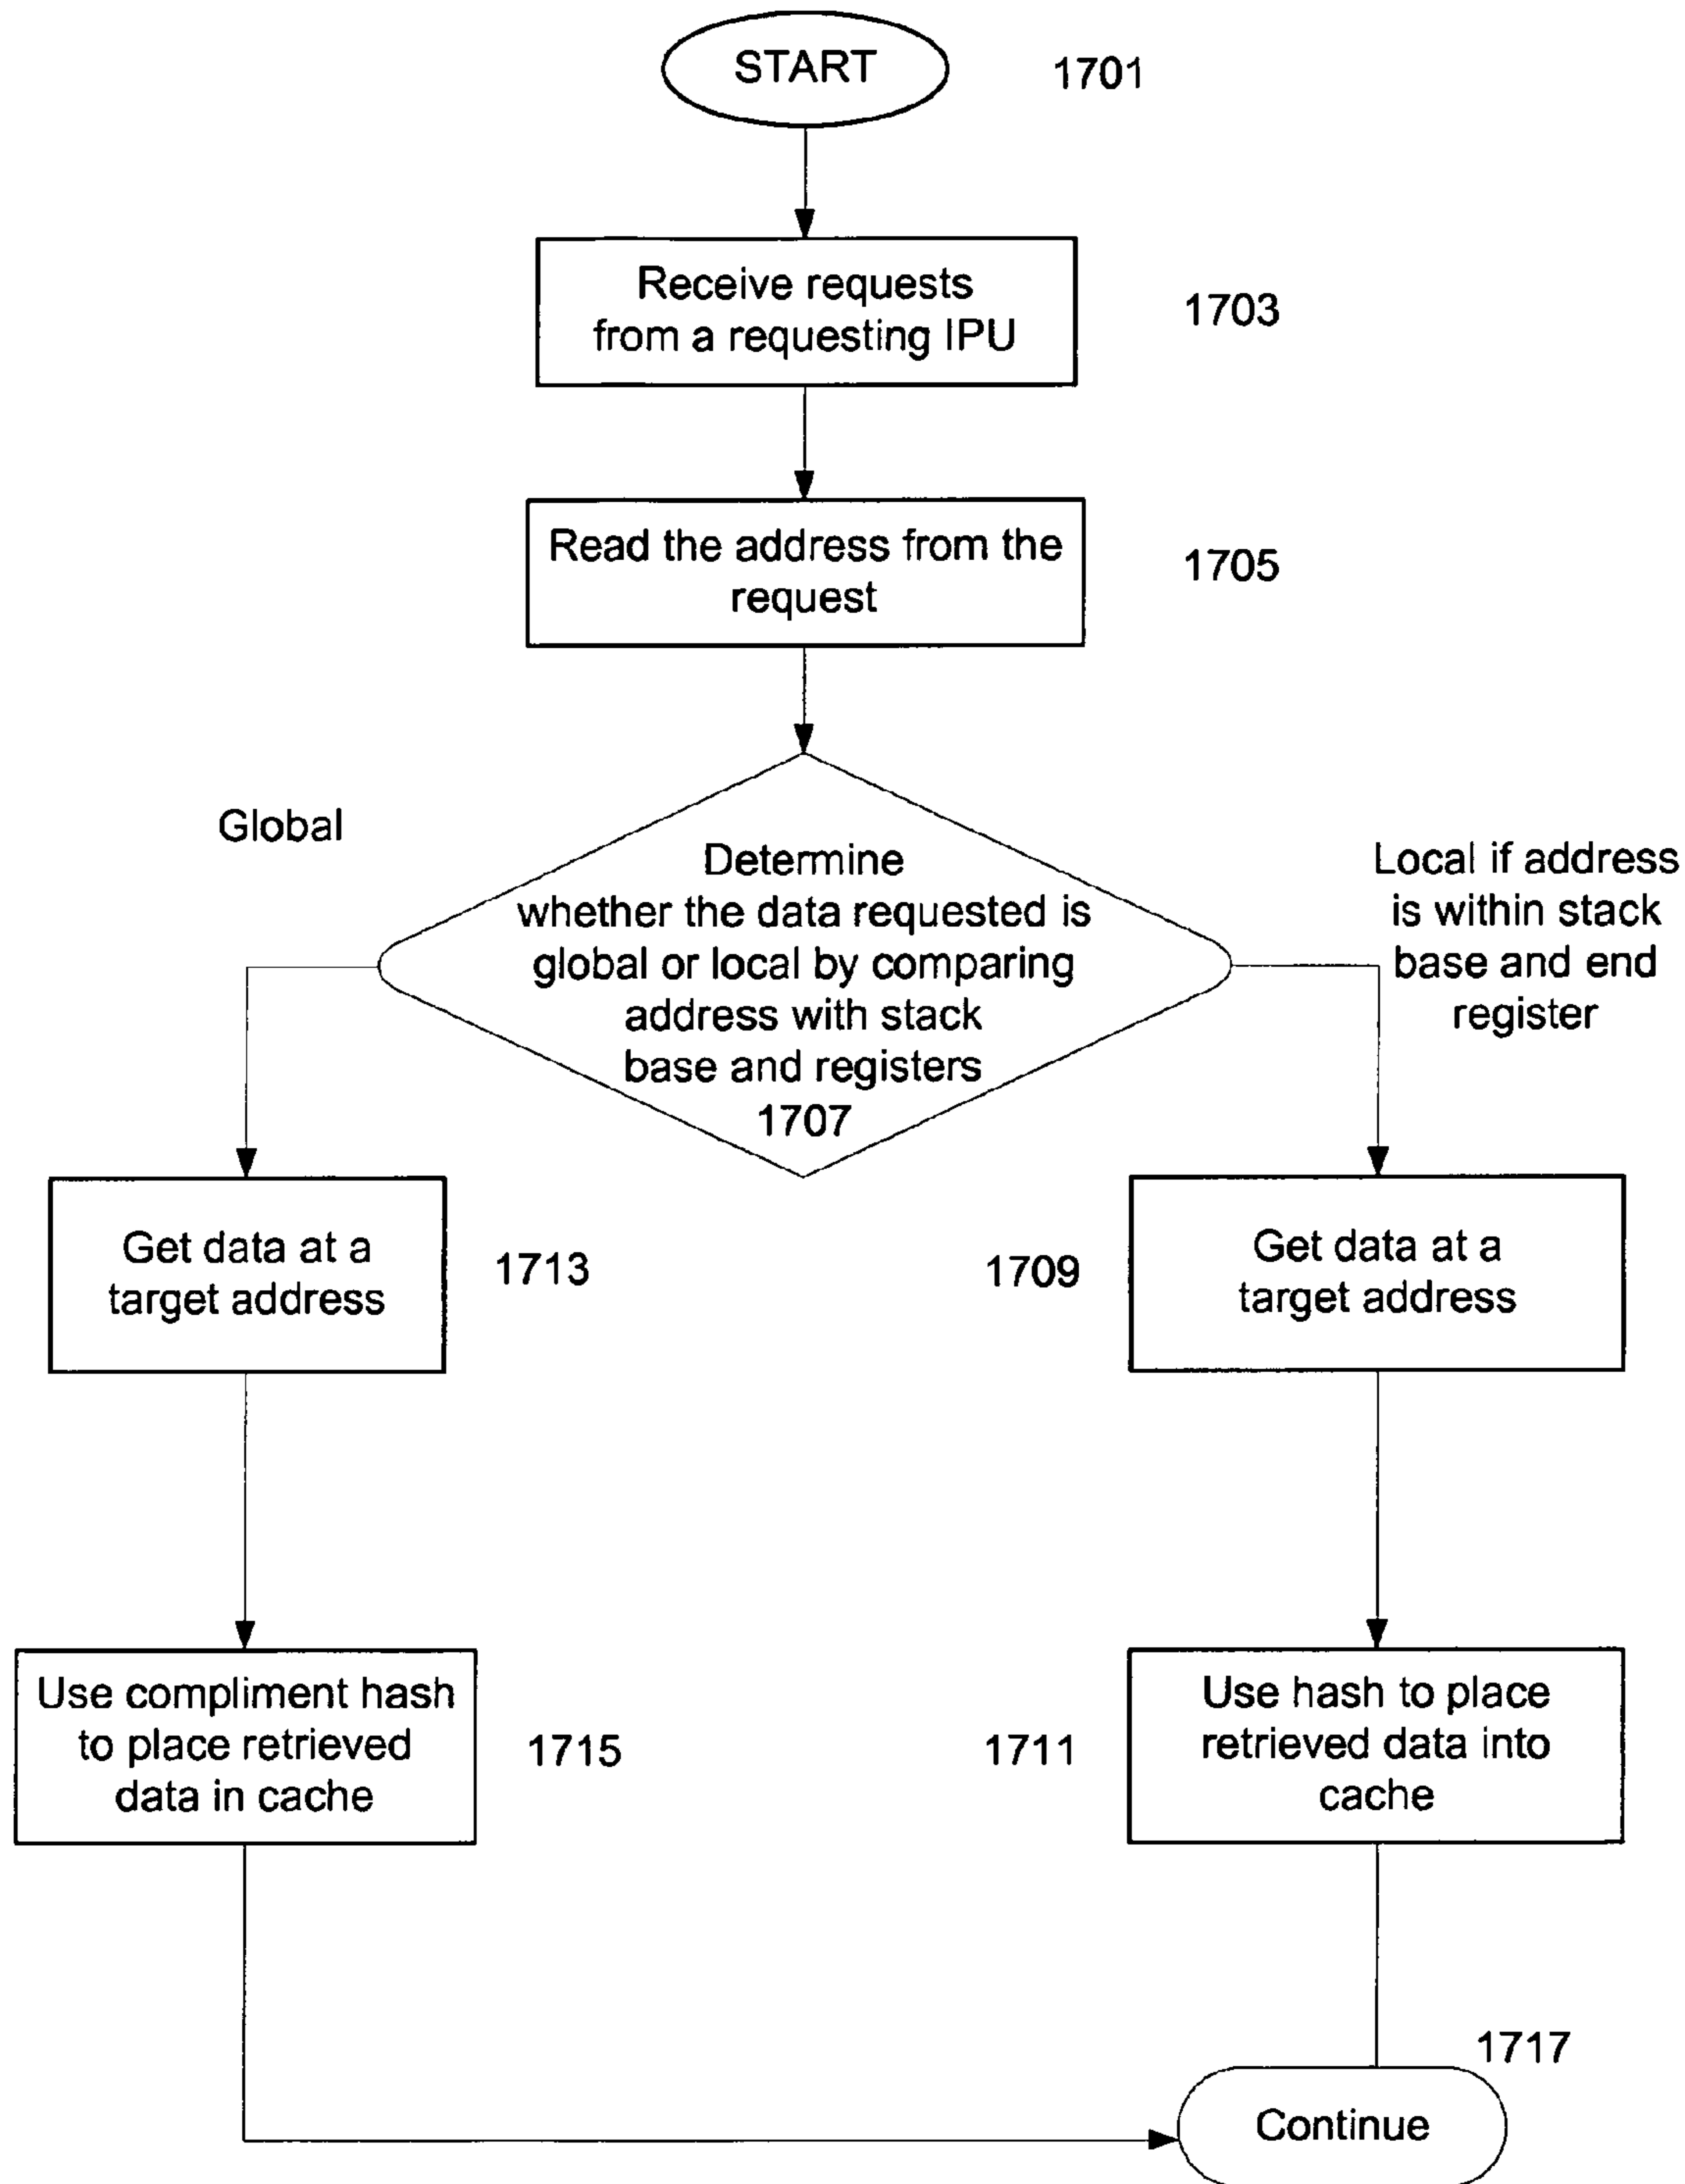 START
1701
Receive requests
from a requesting IPU
1703
Read the address from the
request
1705
Global
Determine
whether the data requested is
global or local by comparing
address with stack
base and registers
1707
Local if address
is within stack
base and end
register
Get data at a
target address
1713
1709
Get data at a
target address
Use compliment hash
to place retrieved
data in cache
1715
1711
Use hash to place
retrieved data into
cache
1717
Continue